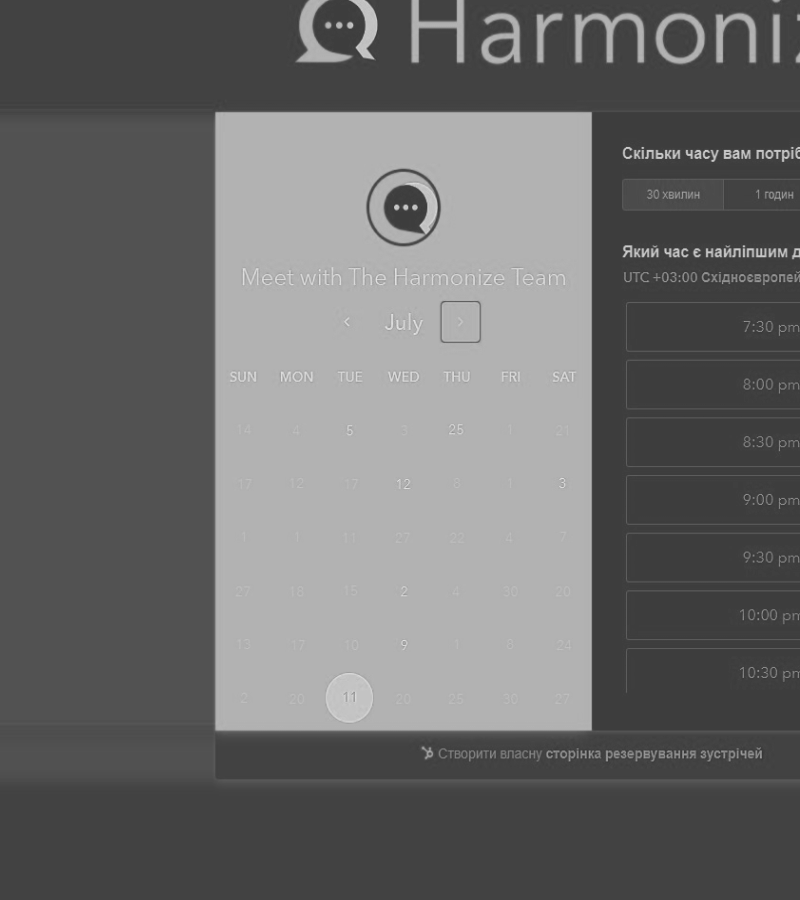 Harmoniz
Meet with The Harmonize Team
July
SUN MON TUE WED THU FRI SAT
14 4 5 3 25 1 21
17 12 17 12 8 1 3
1 1 11 27 22 4 7
27 18 15 2 4 30 20
13 17 10 9 1 8 24
2 20 11 20 25 30 27
Скільки часу вам потріб
30 хвилин 1 годин
Який час є найліпшим д
UTC +03:00 Східноєвропей
7:30 pm
8:00 pm
8:30 pm
9:00 pm
9:30 pm
10:00 pm
10:30 pm
Створити власну сторінка резервування зустрічей